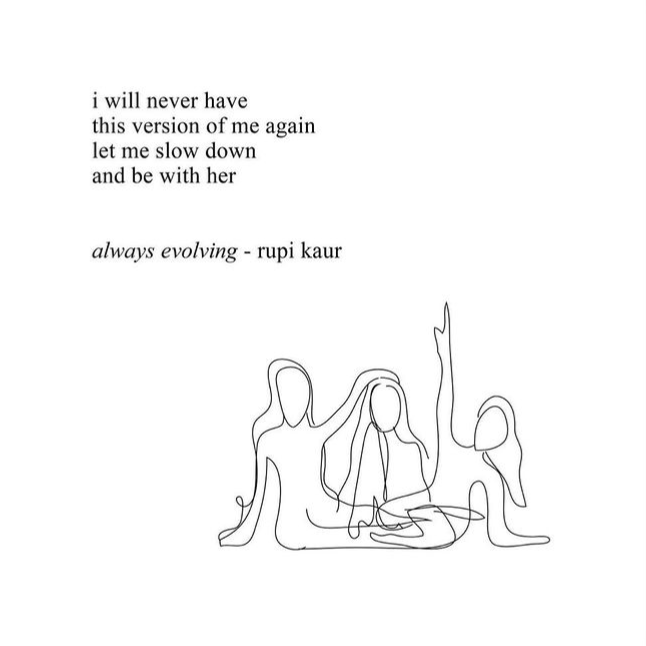 i will never have
this version of me again
let me slow down
and be with her
always evolving - rupi kaur